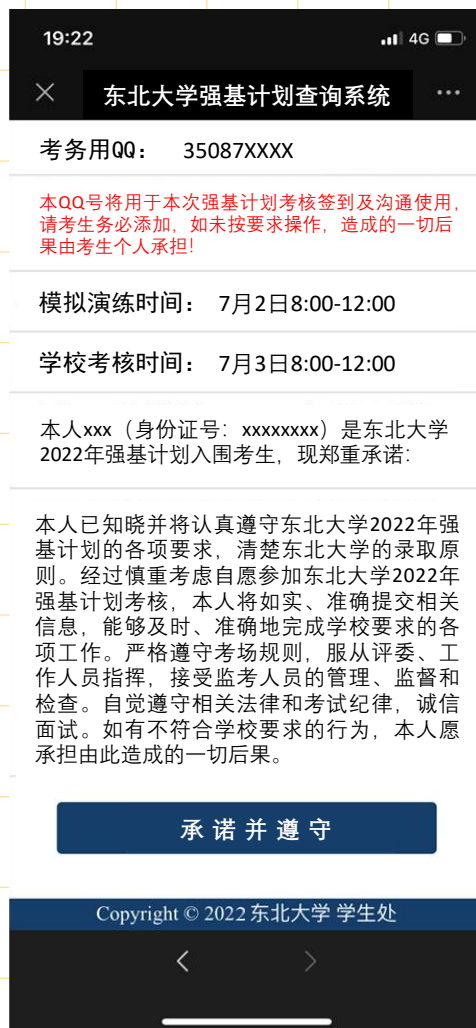 19:22
4G
东北大学强基计划查询系统
考务用QQ： 35087XXXX
本QQ号将用于本次强基计划考核签到及沟通使用，
请考生务必添加，如未按要求操作，造成的一切后
果由考生个人承担！
模拟演练时间： 7月2日8:00-12:00
学校考核时间： 7月3日8:00-12:00
本人xxx（身份证号：xxxxxxxx）是东北大学
2022年强基计划入围考生，现郑重承诺：
本人已知晓并将认真遵守东北大学2022年强
基计划的各项要求，清楚东北大学的录取原
则。经过慎重考虑自愿参加东北大学2022年
强基计划考核，本人将如实、准确提交相关
信息，能够及时、准确地完成学校要求的各
项工作。严格遵守考场规则，服从评委、工
作人员指挥，接受监考人员的管理、监督和
检查。自觉遵守相关法律和考试纪律，诚信
面试。如有不符合学校要求的行为，本人愿
承担由此造成的一切后果。
承诺并遵守
Copyright © 2022 东北大学 学生处